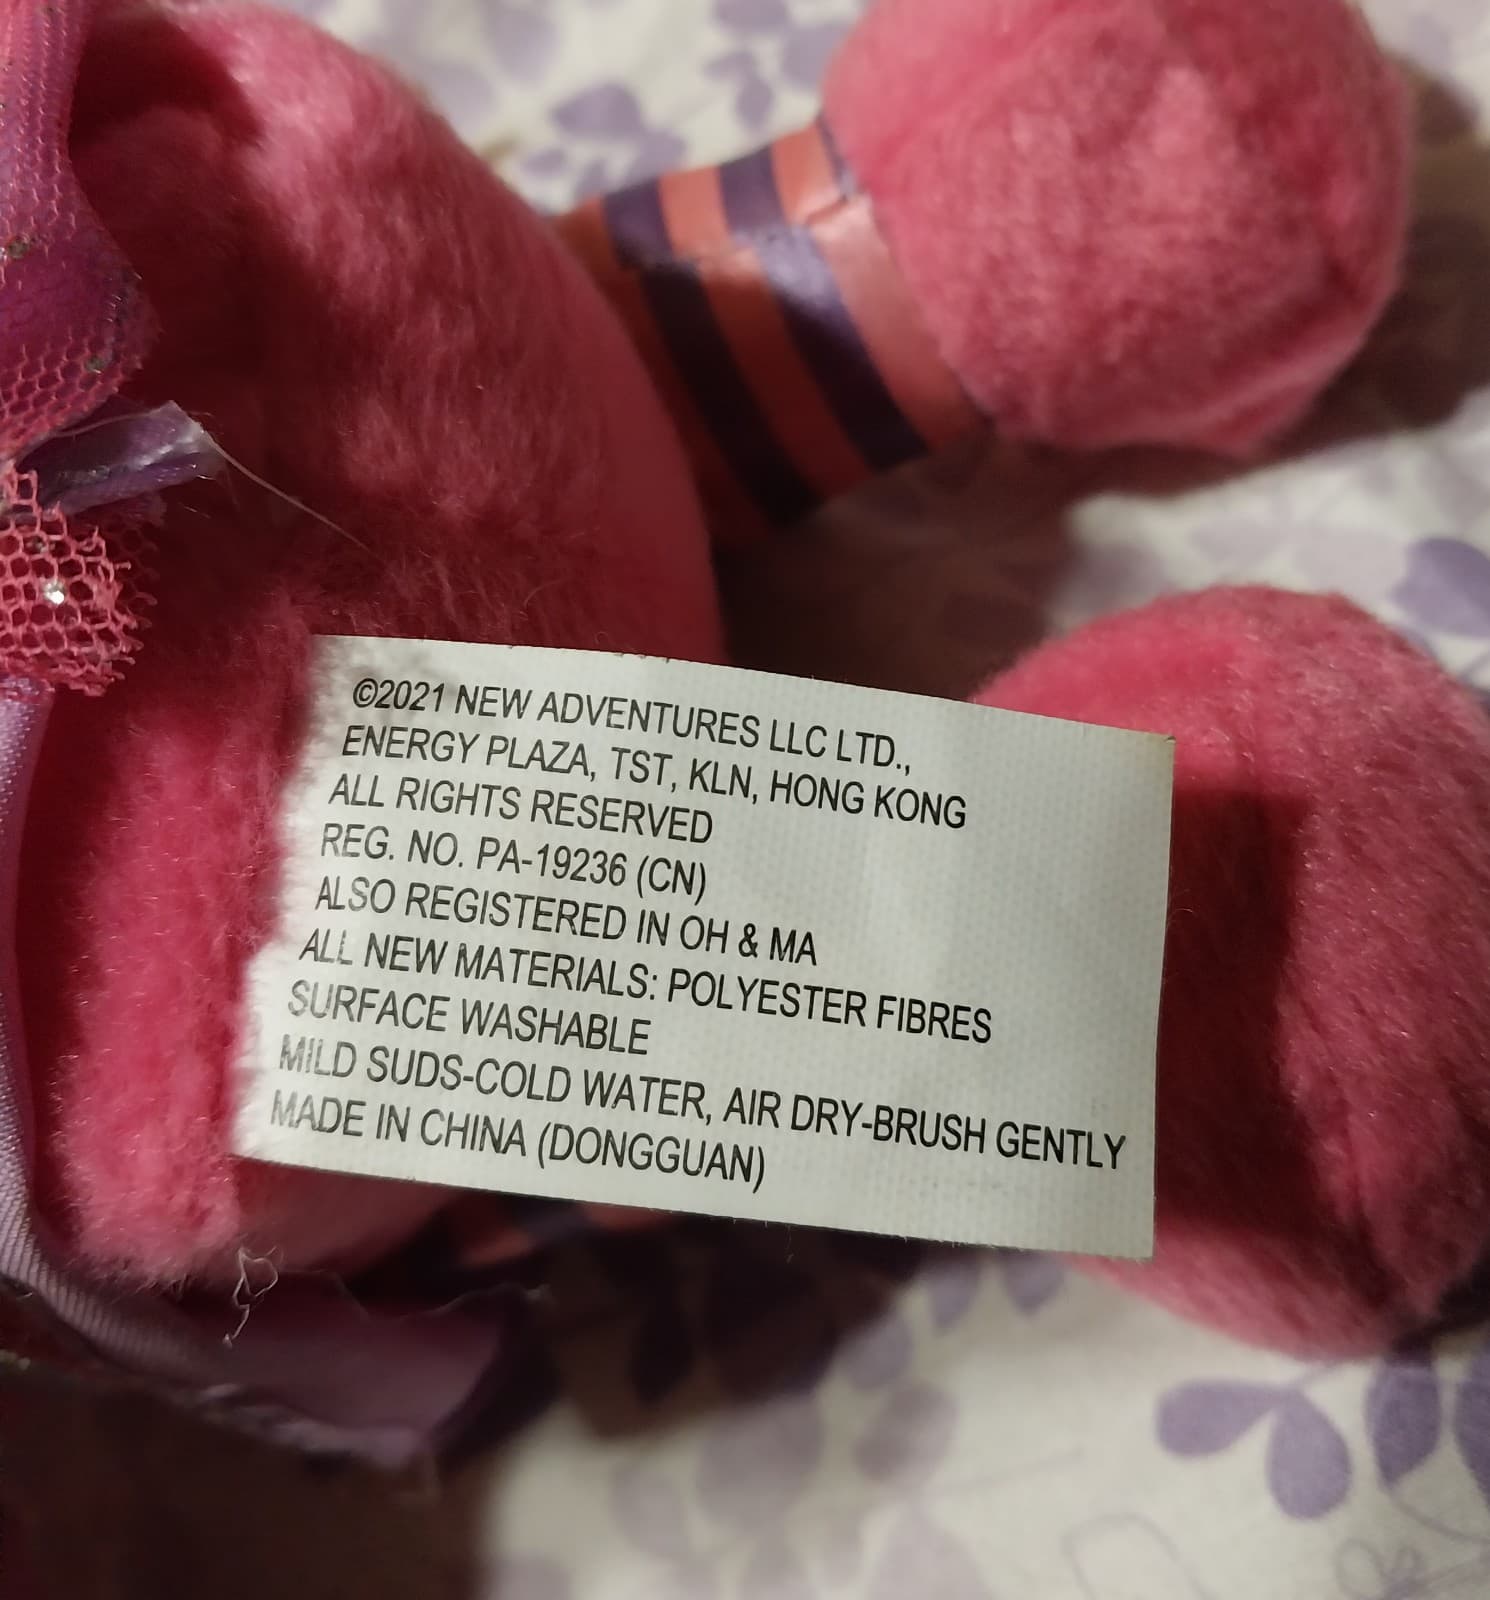 ©2021 NEW ADVENTURES LLC LTD.,
ENERGY PLAZA, TST, KLN, HONG KONG
ALL RIGHTS RESERVED
REG. NO. PA-19236 (CN)
ALSO REGISTERED IN OH & MA
ALL NEW MATERIALS: POLYESTER FIBRES
SURFACE WASHABLE
MILD SUDS-COLD WATER, AIR DRY-BRUSH GENTLY
MADE IN CHINA (DONGGUAN)